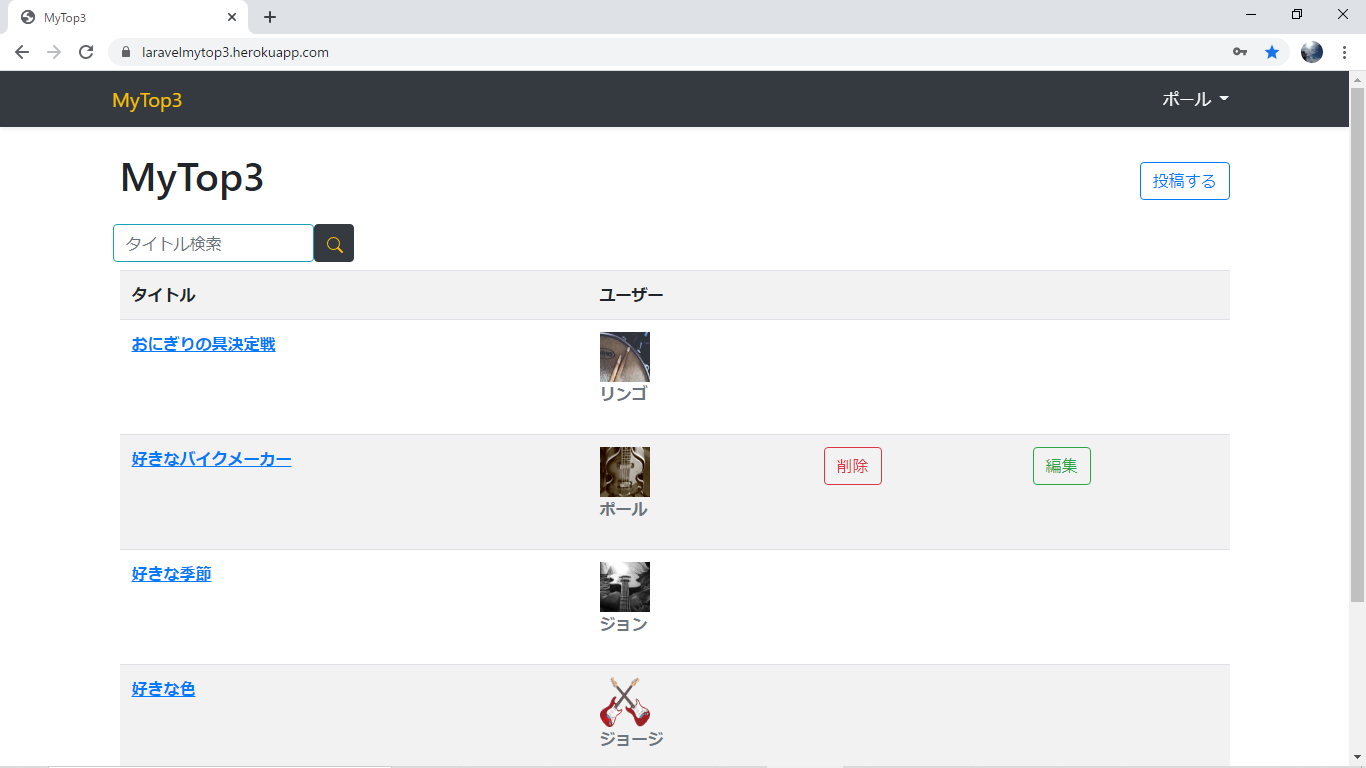 MyTop3
laravelmytop3.herokuapp.com
MyTop3
ポール
MyTop3
投稿する
タイトル検索
タイトル ユーザー
おにぎりの具決定戦
リンゴ
好きなバイクメーカー 削除 編集
ポール
好きな季節
ジョン
好きな色
ジョージ